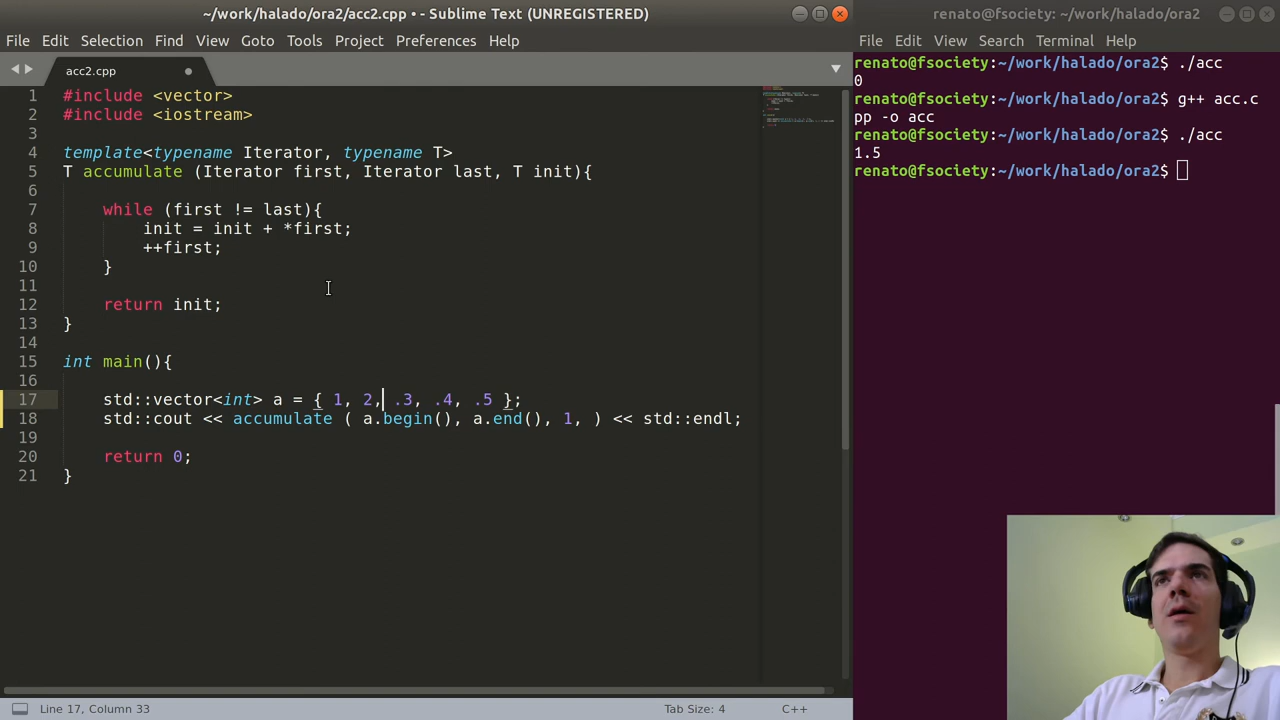 ~/work/halado/ora2/acc2.cpp • - Sublime Text (UNREGISTERED)
File Edit Selection Find View Goto Tools Project Preferences Help
acc2.cpp
1 #include <vector>
2 #include <iostream>
3
4 template<typename Iterator, typename T>
5 T accumulate (Iterator first, Iterator last, T init){
6
7 while (first != last){
8 init = init + *first;
9 ++first;
10 }
11
12 return init;
13 }
14
15 int main(){
16
17 std::vector<int> a = { 1, 2, .3, .4, .5 };
18 std::cout << accumulate ( a.begin(), a.end(), 1, ) << std::endl;
19
20 return 0;
21 }
Line 17, Column 33
Tab Size: 4
C++
renato@fsociety: ~/work/halado/ora2
File Edit View Search Terminal Help
renato@fsociety:~/work/halado/ora2$ ./acc
0
renato@fsociety:~/work/halado/ora2$ g++ acc.c
pp -o acc
renato@fsociety:~/work/halado/ora2$ ./acc
1.5
renato@fsociety:~/work/halado/ora2$